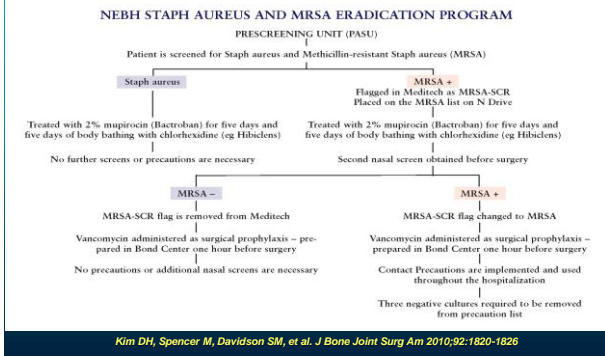 NEBH STAPH AUREUS AND MRSA ERADICATION PROGRAM
PRESCREENING UNIT (PASU)
Patient is screened for Staph aureus and Methicillin-resistant Staph aureus (MRSA)
Staph aureus
Treated with 2% mupirocin (Bactroban) for five days and
five days of body bathing with chlorhexidine (eg Hibiclens)
No further screens or precautions are necessary
MRSA +
Flagged in Meditech as MRSA-SCR
Placed on the MRSA list on N Drive
Treated with 2% mupirocin (Bactroban) for five days and
five days of body bathing with chlorhexidine (eg Hibiclens)
Second nasal screen obtained before surgery
MRSA –
MRSA-SCR flag is removed from Meditech
Vancomycin administered as surgical prophylaxis – pre-
pared in Bond Center one hour before surgery
No precautions or additional nasal screens are necessary
MRSA +
MRSA-SCR flag changed to MRSA
Vancomycin administered as surgical prophylaxis –
prepared in Bond Center one hour before surgery
Contact Precautions are implemented and used
throughout the hospitalization
Three negative cultures required to be removed
from precaution list
Kim DH, Spencer M, Davidson SM, et al. J Bone Joint Surg Am 2010;92:1820-1826